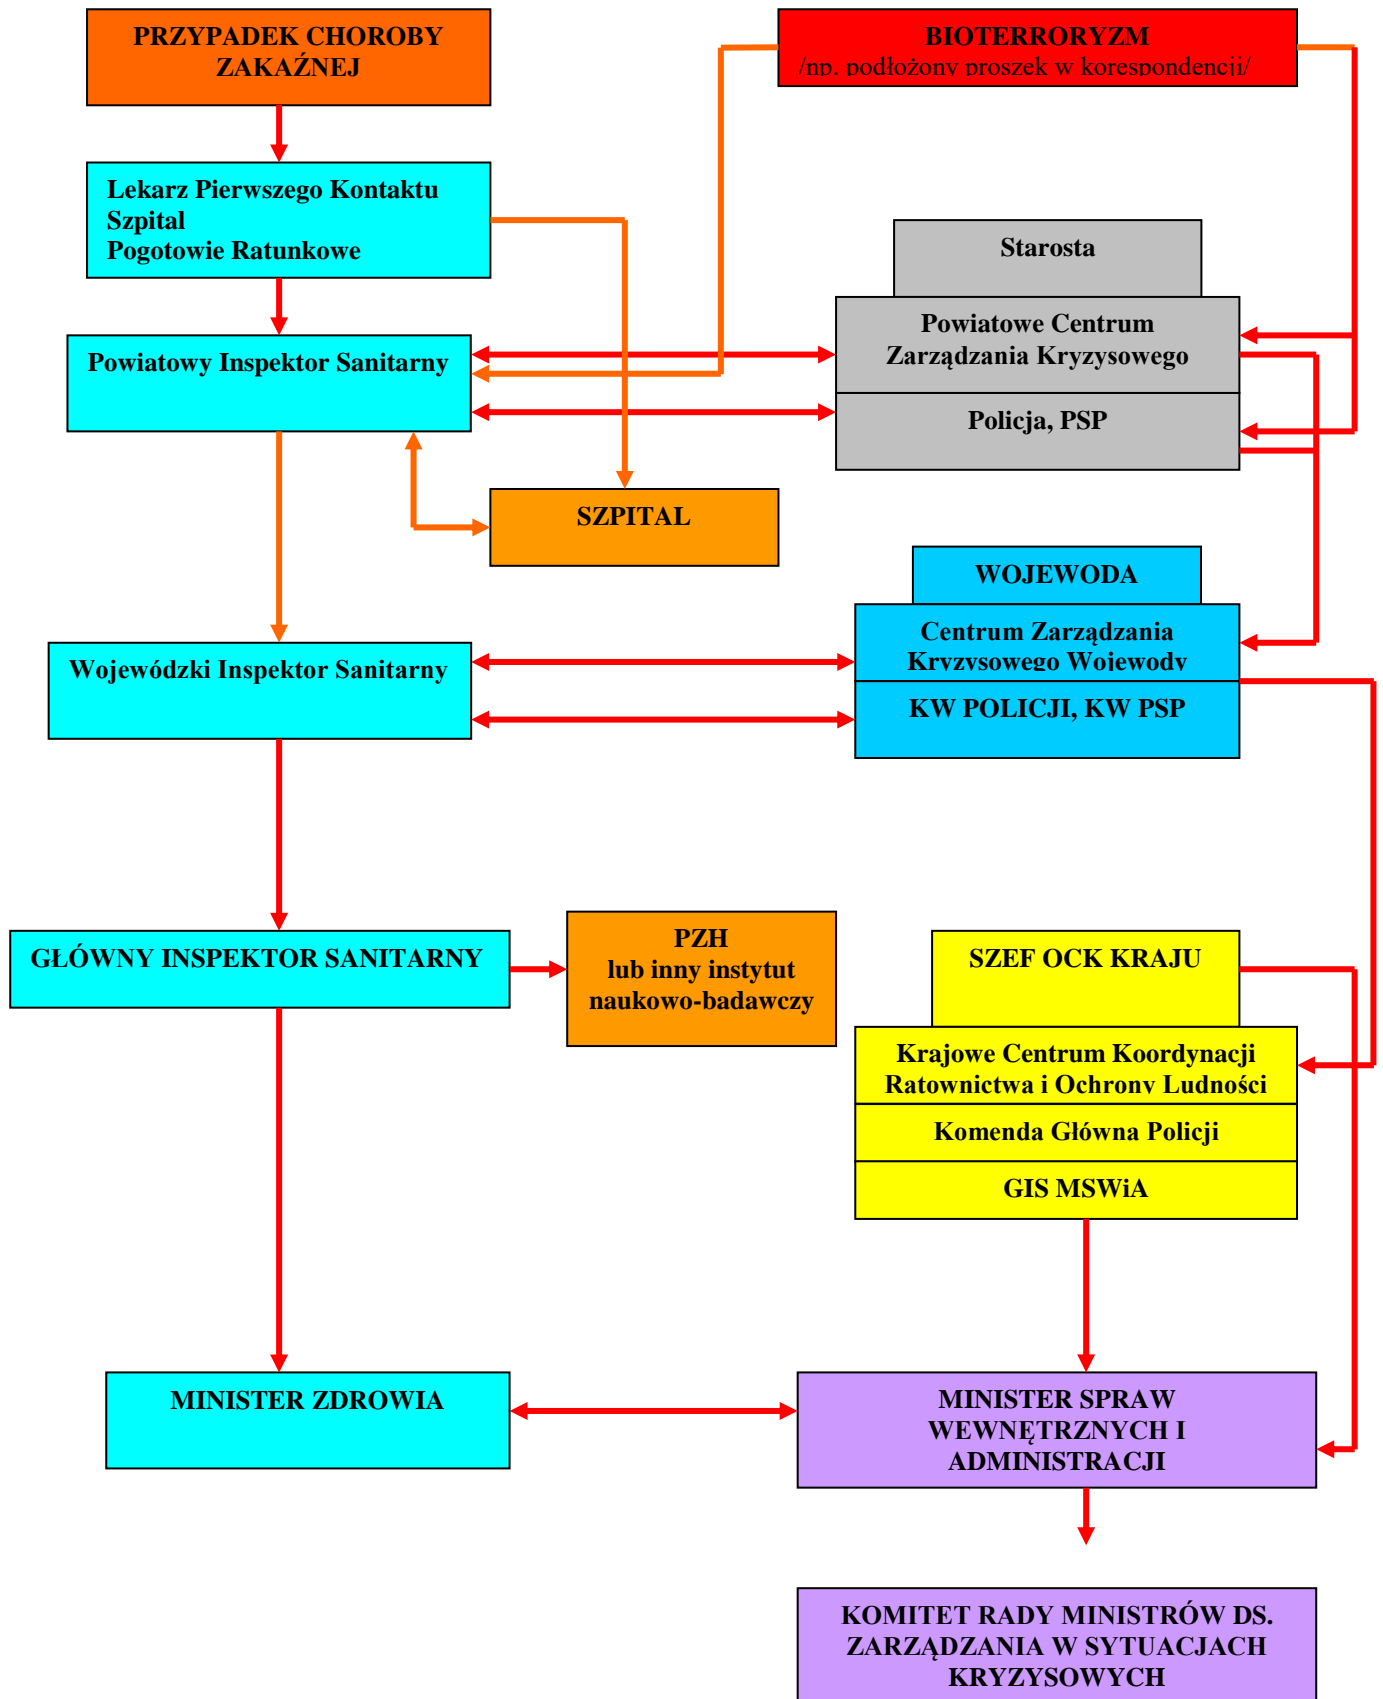 PRZYPADEK CHOROBY
ZAKAŹNEJ
BIOTERRORYZM
/np. podłożony proszek w korespondencji/
Lekarz Pierwszego Kontaktu
Szpital
Pogotowie Ratunkowe
Starosta
Powiatowe Centrum
Zarządzania Kryzysowego
Powiatowy Inspektor Sanitarny
Policja, PSP
SZPITAL
WOJEWODA
Centrum Zarządzania
Kryzysowego Wojewody
Wojewódzki Inspektor Sanitarny
KW POLICJI, KW PSP
GŁÓWNY INSPEKTOR SANITARNY
PZH
lub inny instytut
naukowo-badawczy
SZEF OCK KRAJU
Krajowe Centrum Koordynacji
Ratownictwa i Ochrony Ludności
Komenda Główna Policji
GIS MSWiA
MINISTER ZDROWIA
MINISTER SPRAW
WEWNĘTRZNYCH I
ADMINISTRACJI
KOMITET RADY MINISTRÓW DS.
ZARZĄDZANIA W SYTUACJACH
KRYZYSOWYCH